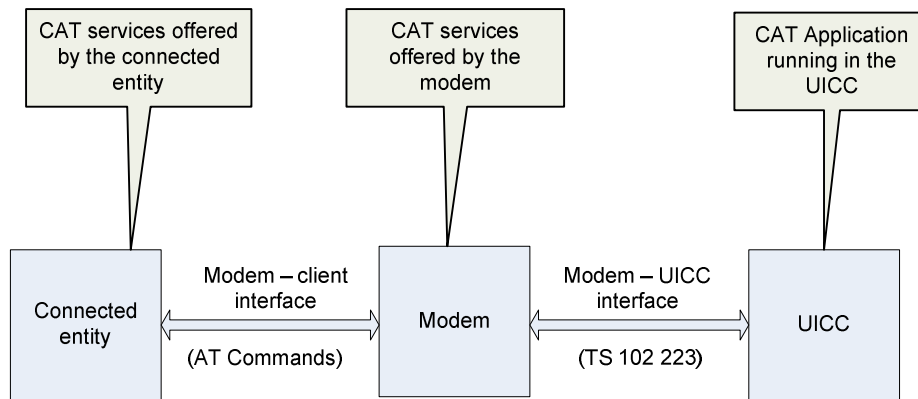 CAT services offered
by the connected
entity
CAT services
offered by the
modem
CAT Application
running in the
UICC
Connected
entity
Modem – client
interface
(AT Commands)
Modem
Modem – UICC
interface
(TS 102 223)
UICC